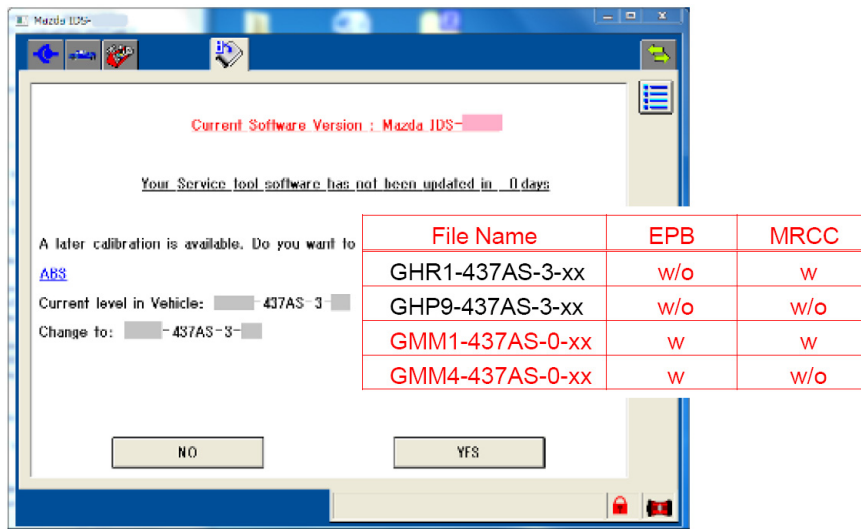 Mazda IDS-
Current Software Version : Mazda IDS-
Your Service tool software has not been updated in 0 days
A later calibration is available. Do you want to
ABS
Current level in Vehicle: -437AS-3-
Change to: -437AS-3-
File Name EPB MRCC
GHR1-437AS-3-xx w/o w
GHP9-437AS-3-xx w/o w/o
GMM1-437AS-0-xx w w
GMM4-437AS-0-xx w w/o
NO YES